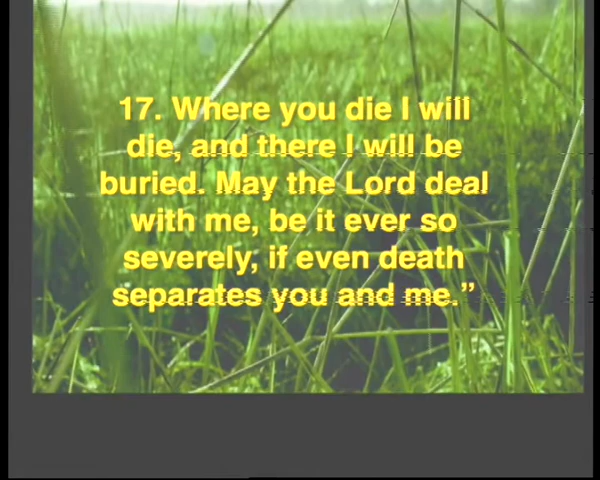 17. Where you die I will
die, and there I will be
buried. May the Lord deal
with me, be it ever so
severely, if even death
separates you and me.”